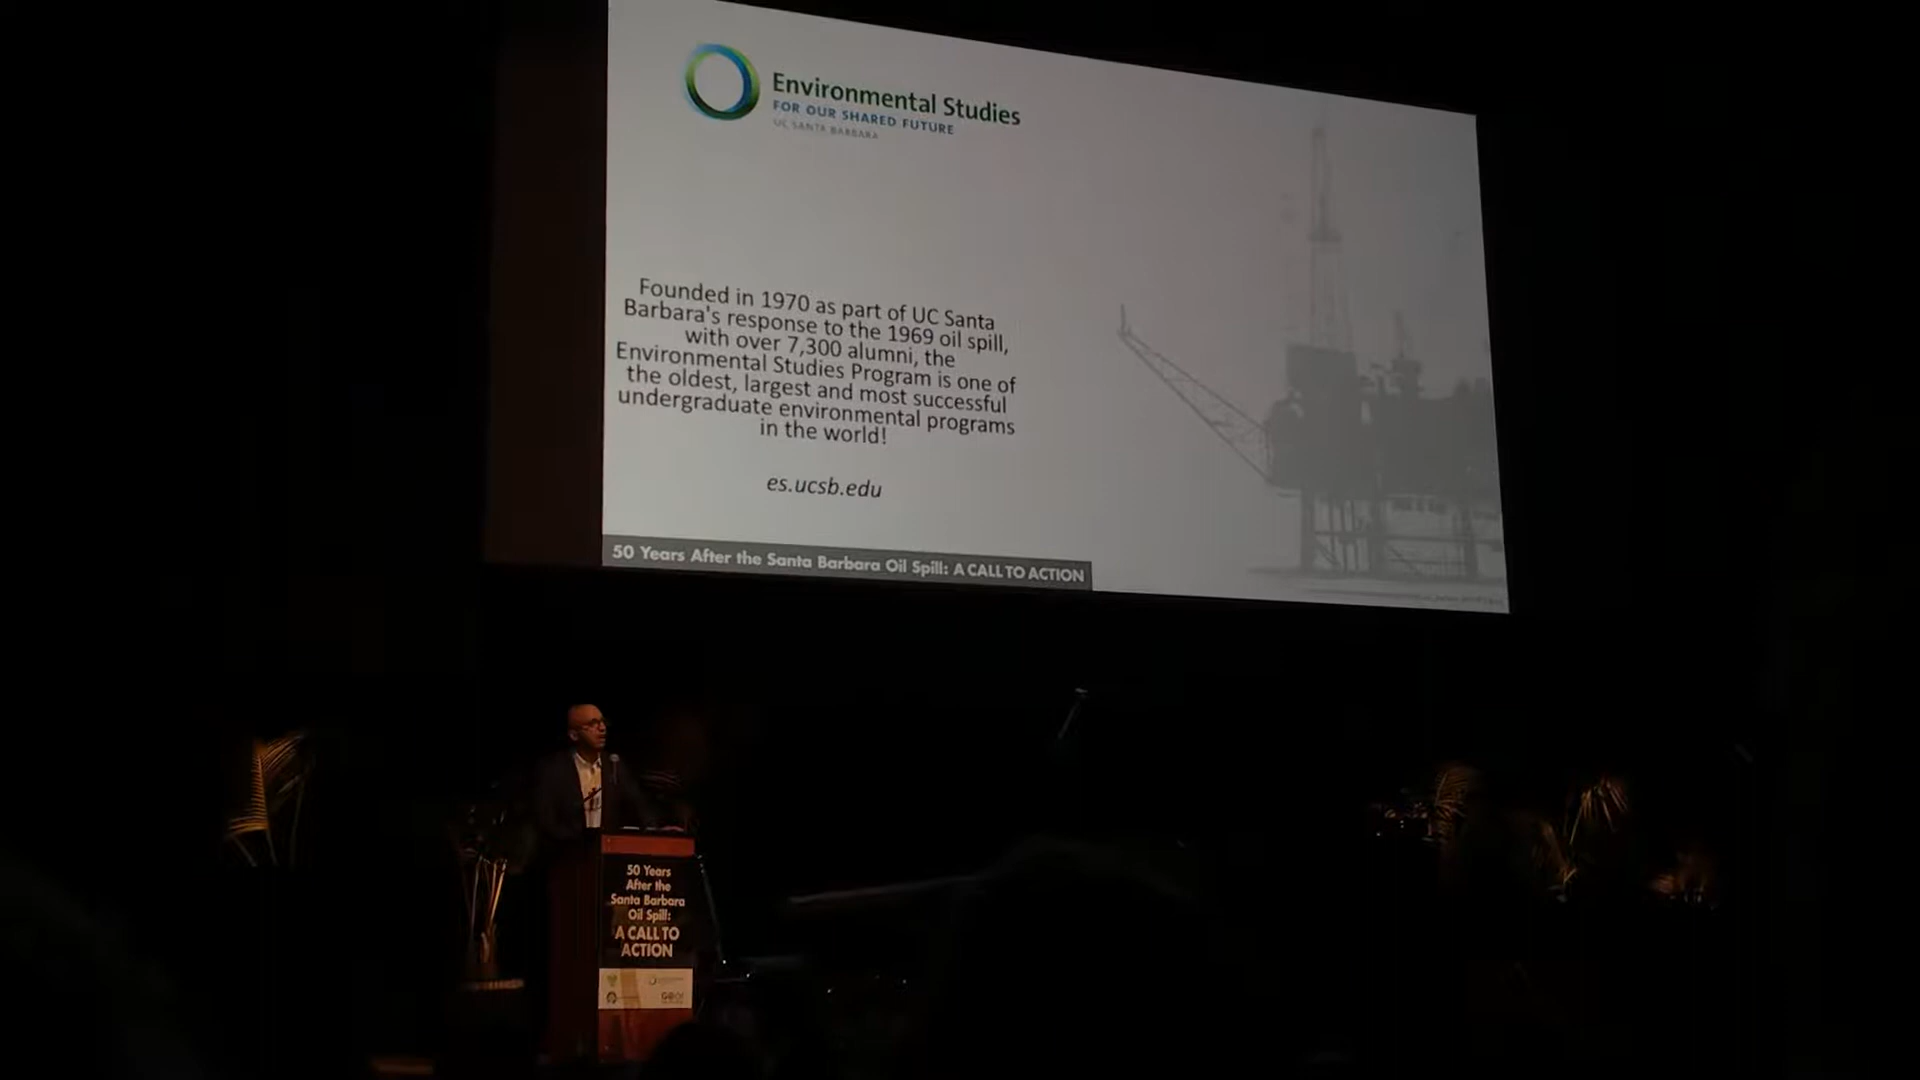 Environmental Studies
FOR OUR SHARED FUTURE
UC SANTA BARBARA
Founded in 1970 as part of UC Santa
Barbara's response to the 1969 oil spill,
with over 7,300 alumni, the
Environmental Studies Program is one of
the oldest, largest and most successful
undergraduate environmental programs
in the world!
es.ucsb.edu
50 Years After the Santa Barbara Oil Spill: A CALL TO ACTION
50 Years
After the
Santa Barbara
Oil Spill:
A CALL TO
ACTION